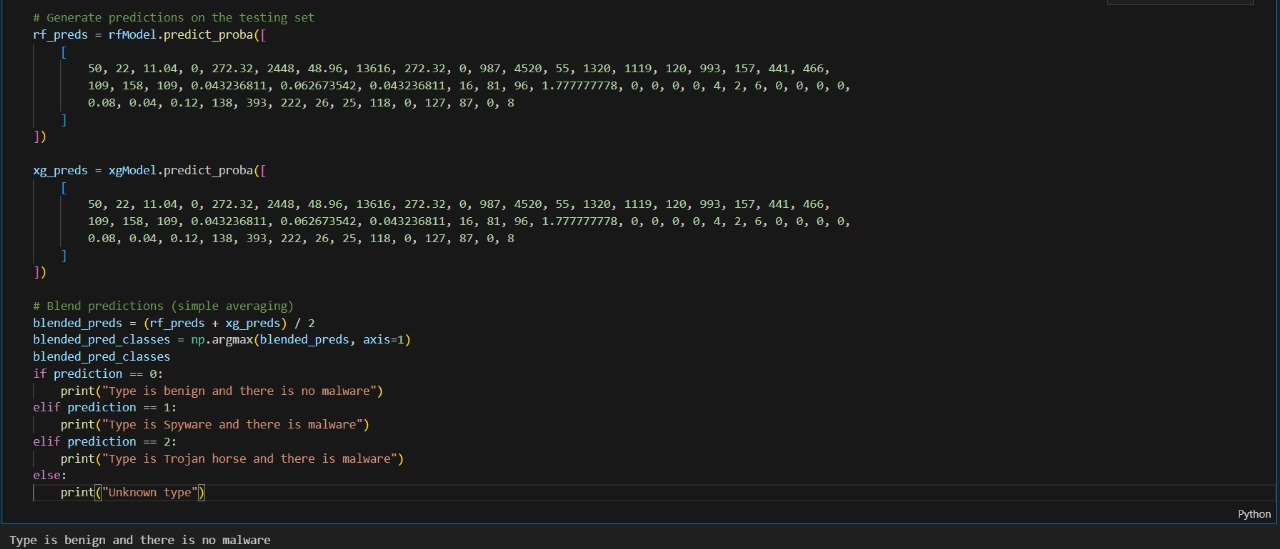 # Generate predictions on the testing set
rf_preds = rfModel.predict_proba([
[
50, 22, 11.04, 0, 272.32, 2448, 48.96, 13616, 272.32, 0, 987, 4520, 55, 1320, 1119, 120, 993, 157, 441, 466,
109, 158, 109, 0.043236811, 0.062673542, 0.043236811, 16, 81, 96, 1.777777778, 0, 0, 0, 0, 4, 2, 6, 0, 0, 0, 0,
0.08, 0.04, 0.12, 138, 393, 222, 26, 25, 118, 0, 127, 87, 0, 8
]
])
xg_preds = xgModel.predict_proba([
[
50, 22, 11.04, 0, 272.32, 2448, 48.96, 13616, 272.32, 0, 987, 4520, 55, 1320, 1119, 120, 993, 157, 441, 466,
109, 158, 109, 0.043236811, 0.062673542, 0.043236811, 16, 81, 96, 1.777777778, 0, 0, 0, 0, 4, 2, 6, 0, 0, 0, 0,
0.08, 0.04, 0.12, 138, 393, 222, 26, 25, 118, 0, 127, 87, 0, 8
]
])
# Blend predictions (simple averaging)
blended_preds = (rf_preds + xg_preds) / 2
blended_pred_classes = np.argmax(blended_preds, axis=1)
blended_pred_classes
if prediction == 0:
print("Type is benign and there is no malware")
elif prediction == 1:
print("Type is Spyware and there is malware")
elif prediction == 2:
print("Type is Trojan horse and there is malware")
else:
print("Unknown type")
Python
Type is benign and there is no malware